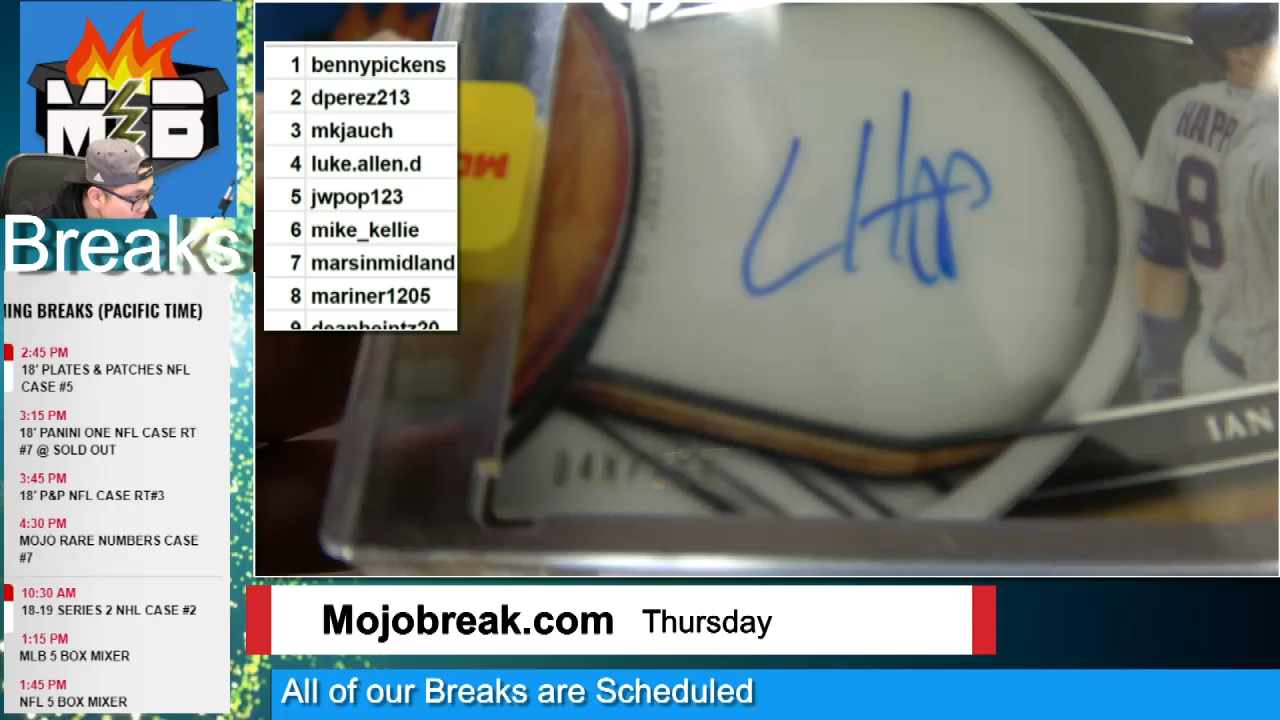 M B
M B
Breaks
ING BREAKS (PACIFIC TIME)
2:45 PM
18' PLATES & PATCHES NFL
CASE #5
3:15 PM
18' PANINI ONE NFL CASE RT
#7 @ SOLD OUT
3:45 PM
18' P&P NFL CASE RT#3
4:30 PM
MOJO RARE NUMBERS CASE
#7
10:30 AM
18-19 SERIES 2 NHL CASE #2
1:15 PM
MLB 5 BOX MIXER
1:45 PM
NFL 5 BOX MIXER
1 bennypickens
2 dperez213
3 mkjauch
4 luke.allen.d
5 jwpop123
6 mike_kellie
7 marsinmidland
8 mariner1205
9 deanheintz20
HAPP
8
IAN
Mojobreak.com Thursday
All of our Breaks are Scheduled